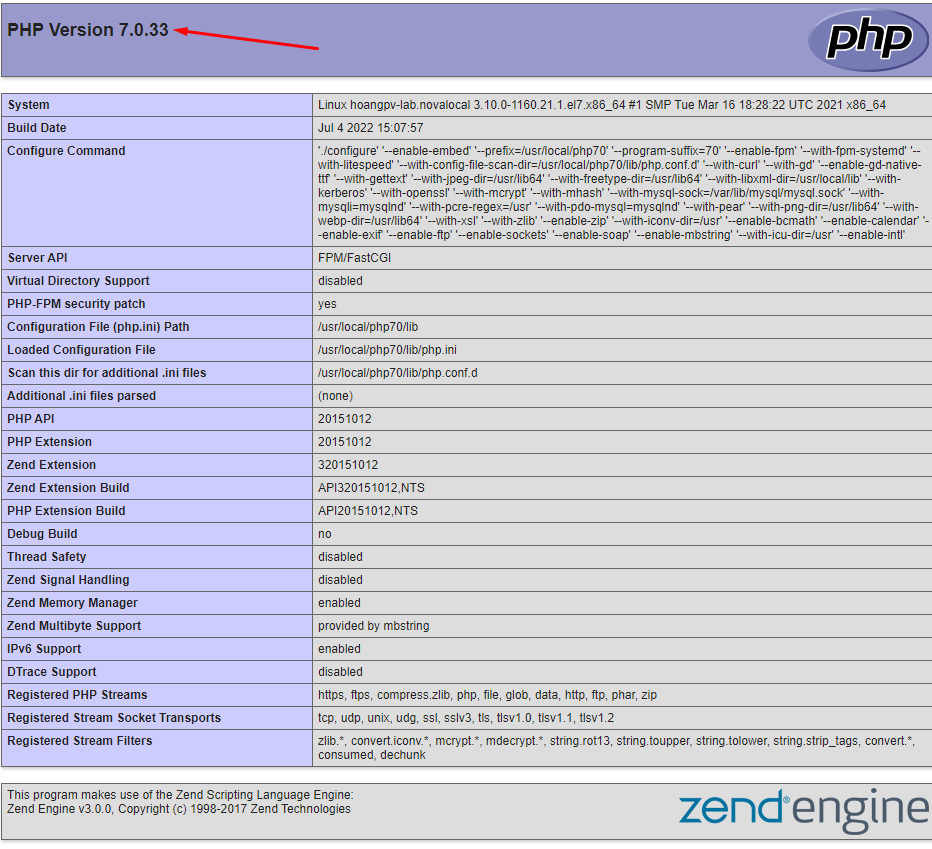 PHP Version 7.0.33
php
System Linux hoangpv-lab.novalocal 3.10.0-1160.21.1.el7.x86_64 #1 SMP Tue Mar 16 18:28:22 UTC 2021 x86_64
Build Date Jul 4 2022 15:07:57
Configure Command './configure' '--enable-embed' '--prefix=/usr/local/php70' '--program-suffix=70' '--enable-fpm' '--with-fpm-systemd' '--
with-litespeed' '--with-config-file-scan-dir=/usr/local/php70/lib/php.conf.d' '--with-curl' '--with-gd' '--enable-gd-native-
ttf' '--with-gettext' '--with-jpeg-dir=/usr/lib64' '--with-freetype-dir=/usr/lib64' '--with-libxml-dir=/usr/local/lib' '--with-
kerberos' '--with-openssl' '--with-mcrypt' '--with-mhash' '--with-mysql-sock=/var/lib/mysql/mysql.sock' '--with-
mysqli=mysqlnd' '--with-pcre-regex=/usr' '--with-pdo-mysql=mysqlnd' '--with-pear' '--with-png-dir=/usr/lib64' '--with-
webp-dir=/usr/lib64' '--with-xsl' '--with-zlib' '--enable-zip' '--with-iconv-dir=/usr' '--enable-bcmath' '--enable-calendar' '-
-enable-exif' '--enable-ftp' '--enable-sockets' '--enable-soap' '--enable-mbstring' '--with-icu-dir=/usr' '--enable-intl'
Server API FPM/FastCGI
Virtual Directory Support disabled
PHP-FPM security patch yes
Configuration File (php.ini) Path /usr/local/php70/lib
Loaded Configuration File /usr/local/php70/lib/php.ini
Scan this dir for additional .ini files /usr/local/php70/lib/php.conf.d
Additional .ini files parsed (none)
PHP API 20151012
PHP Extension 20151012
Zend Extension 320151012
Zend Extension Build API320151012,NTS
PHP Extension Build API20151012,NTS
Debug Build no
Thread Safety disabled
Zend Signal Handling disabled
Zend Memory Manager enabled
Zend Multibyte Support provided by mbstring
IPv6 Support enabled
DTrace Support disabled
Registered PHP Streams https, ftps, compress.zlib, php, file, glob, data, http, ftp, phar, zip
Registered Stream Socket Transports tcp, udp, unix, udg, ssl, sslv3, tls, tlsv1.0, tlsv1.1, tlsv1.2
Registered Stream Filters zlib.*, convert.iconv.*, mcrypt.*, mdecrypt.*, string.rot13, string.toupper, string.tolower, string.strip_tags, convert.*,
consumed, dechunk
This program makes use of the Zend Scripting Language Engine:
Zend Engine v3.0.0, Copyright (c) 1998-2017 Zend Technologies
zend® engine